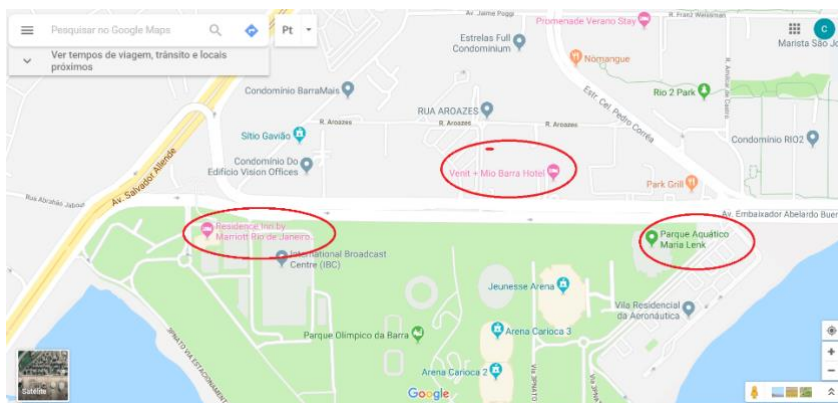 Av. Jaime Poggi
R. Franz Weissman
Promenade Verano Stay
Pesquisar no Google Maps
Pt
C
Estrelas Full
Condominium
Marista São Jo
Ver tempos de viagem, trânsito e locais
próximos
Nomangue
Condomínio BarraMais
Rio 2 Park
Estr. Cel. Pedro Corrêa
RUA AROAZES
R. Aroazes
R. Aroazes
R. Aroazes
Sítio Gavião
Condomínio RIO2
Condomínio Do
Edifício Vision Offices
Venit + Mio Barra Hotel
Park Grill
Av. Salvador Allende
Rua Abrahão Jabour
Av. Embaixador Abelardo Buen
Residence Inn by
Marriott Rio de Janeiro
Parque Aquático
Maria Lenk
International Broadcast
Centre (IBC)
Jeunesse Arena
Vila Residencial
da Aeronáutica
Parque Olímpico da Barra
Arena Carioca 3
Arena Carioca 2
Satélite
Google